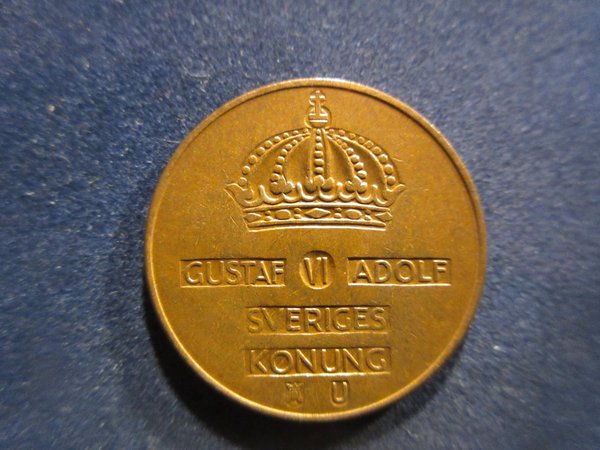 GUSTAF VI ADOLF
SVERIGES
KONUNG
U